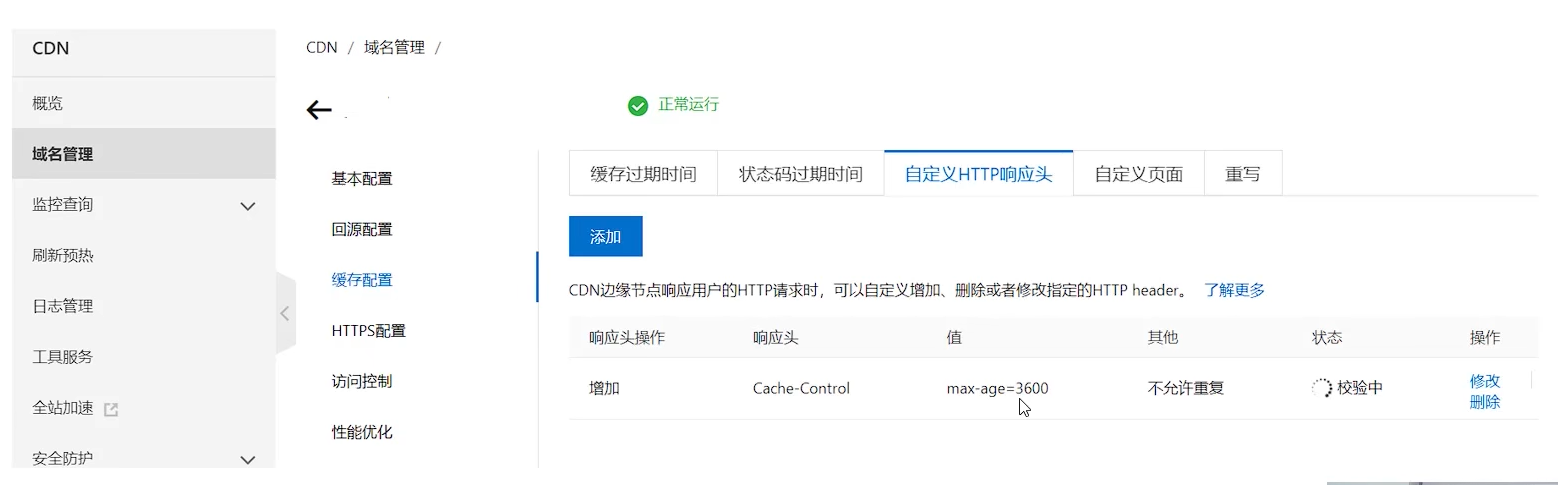 CDN
概览
域名管理
监控查询
刷新预热
日志管理
工具服务
全站加速
安全防护
CDN / 域名管理 /
正常运行
基本配置
回源配置
缓存配置
HTTPS配置
访问控制
性能优化
缓存过期时间 状态码过期时间 自定义HTTP响应头 自定义页面 重写
添加
CDN边缘节点响应用户的HTTP请求时，可以自定义增加、删除或者修改指定的HTTP header。 了解更多
响应头操作 响应头 值 其他 状态 操作
增加 Cache-Control max-age=3600 不允许重复 校验中 修改
删除